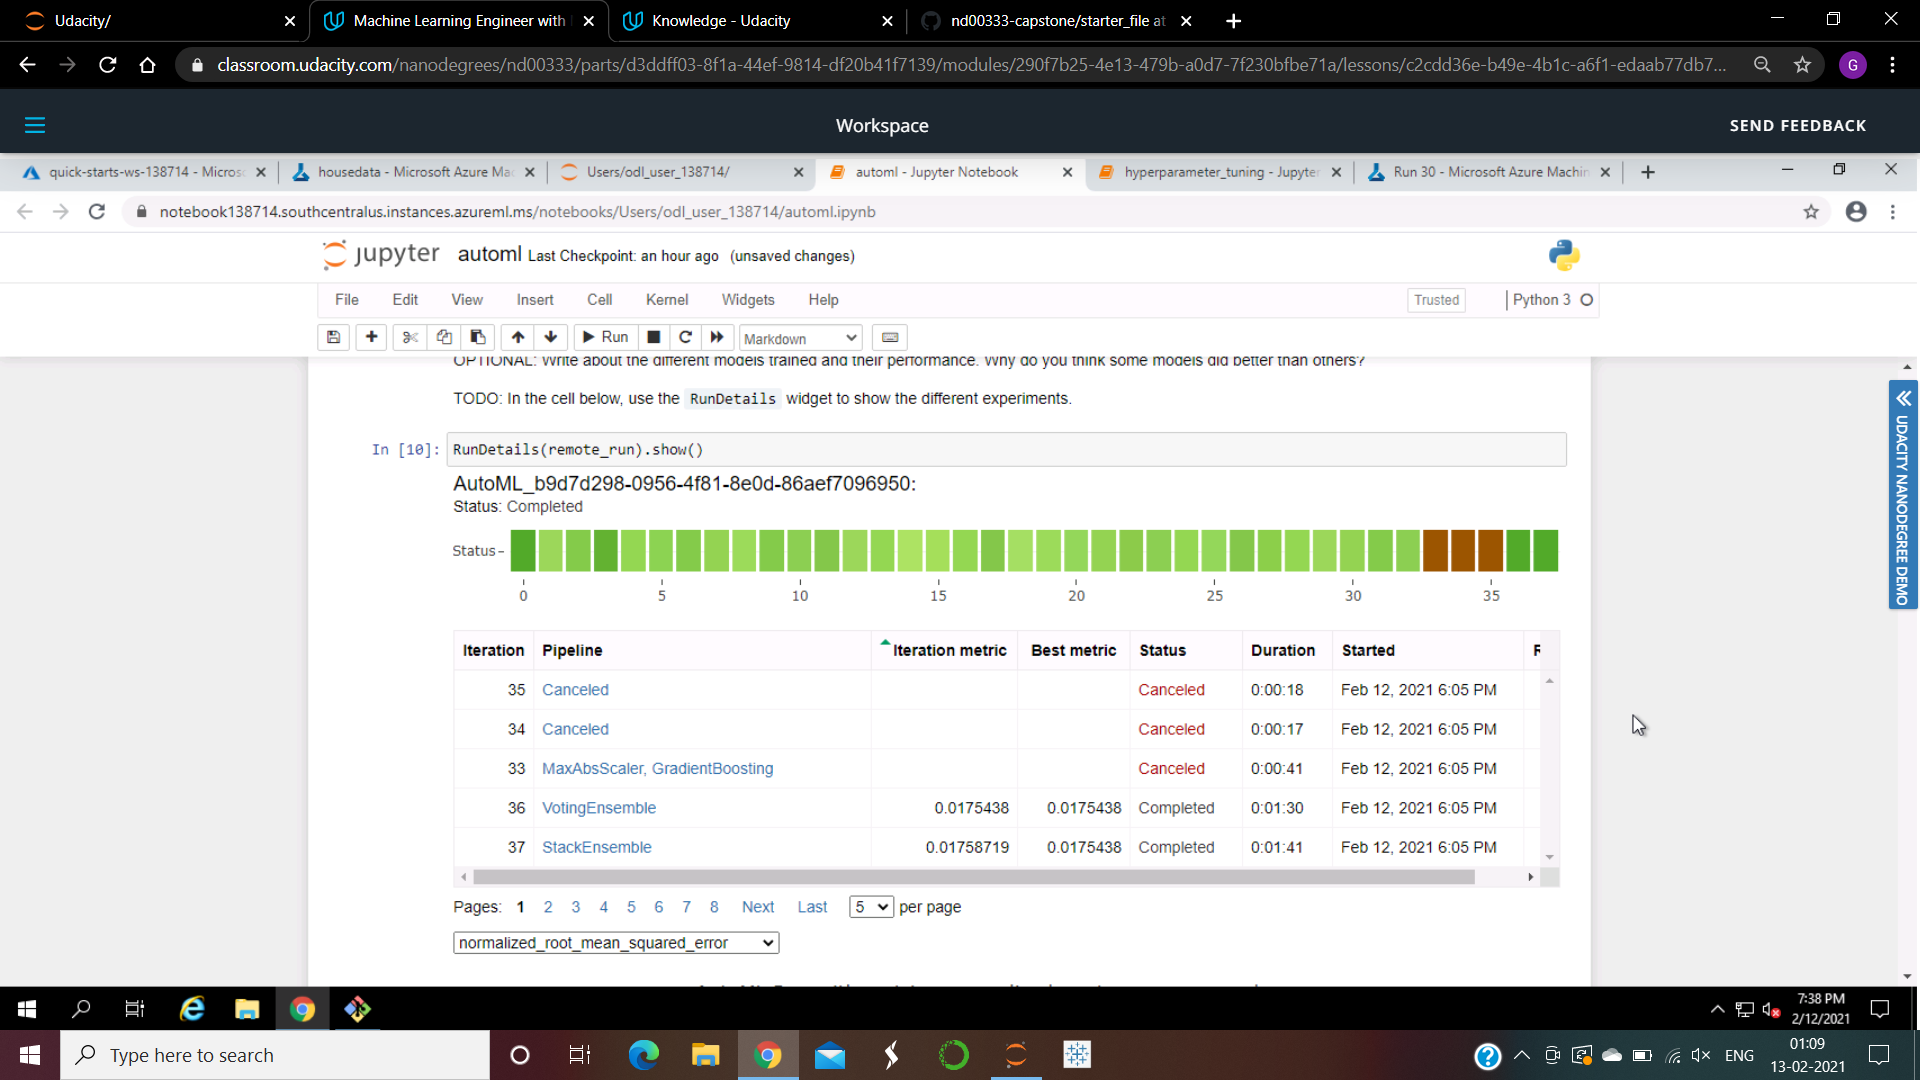 Udacity/
Machine Learning Engineer with
Knowledge - Udacity
nd00333-capstone/starter_file at
classroom.udacity.com/nanodegrees/nd00333/parts/d3ddff03-8f1a-44ef-9814-df20b41f7139/modules/290f7b25-4e13-479b-a0d7-7f230bfbe71a/lessons/c2cdd36e-b49e-4b1c-a6f1-edaab77db7...
G
Workspace
SEND FEEDBACK
quick-starts-ws-138714 - Micros
housedata - Microsoft Azure Mac
Users/odl_user_138714/
automl - Jupyter Notebook
hyperparameter_tuning - Jupyter
Run 30 - Microsoft Azure Machin
notebook138714.southcentralus.instances.azureml.ms/notebooks/Users/odl_user_138714/automl.ipynb
jupyter automl Last Checkpoint: an hour ago (unsaved changes)
File Edit View Insert Cell Kernel Widgets Help
Trusted
Python 3
Run
Markdown
OPTIONAL: Write about the different models trained and their performance. Why do you think some models did better than others?
TODO: In the cell below, use the RunDetails widget to show the different experiments.
In [10]: RunDetails(remote_run).show()
AutoML_b9d7d298-0956-4f81-8e0d-86aef7096950:
Status: Completed
Status
0 5 10 15 20 25 30 35
Iteration Pipeline Iteration metric Best metric Status Duration Started
35 Canceled Canceled 0:00:18 Feb 12, 2021 6:05 PM
34 Canceled Canceled 0:00:17 Feb 12, 2021 6:05 PM
33 MaxAbsScaler, GradientBoosting Canceled 0:00:41 Feb 12, 2021 6:05 PM
36 VotingEnsemble 0.0175438 0.0175438 Completed 0:01:30 Feb 12, 2021 6:05 PM
37 StackEnsemble 0.01758719 0.0175438 Completed 0:01:41 Feb 12, 2021 6:05 PM
Pages: 1 2 3 4 5 6 7 8 Next Last 5 per page
normalized_root_mean_squared_error
UDACITY NANODEGREE DEMO
7:38 PM
2/12/2021
Type here to search
ENG
01:09
13-02-2021